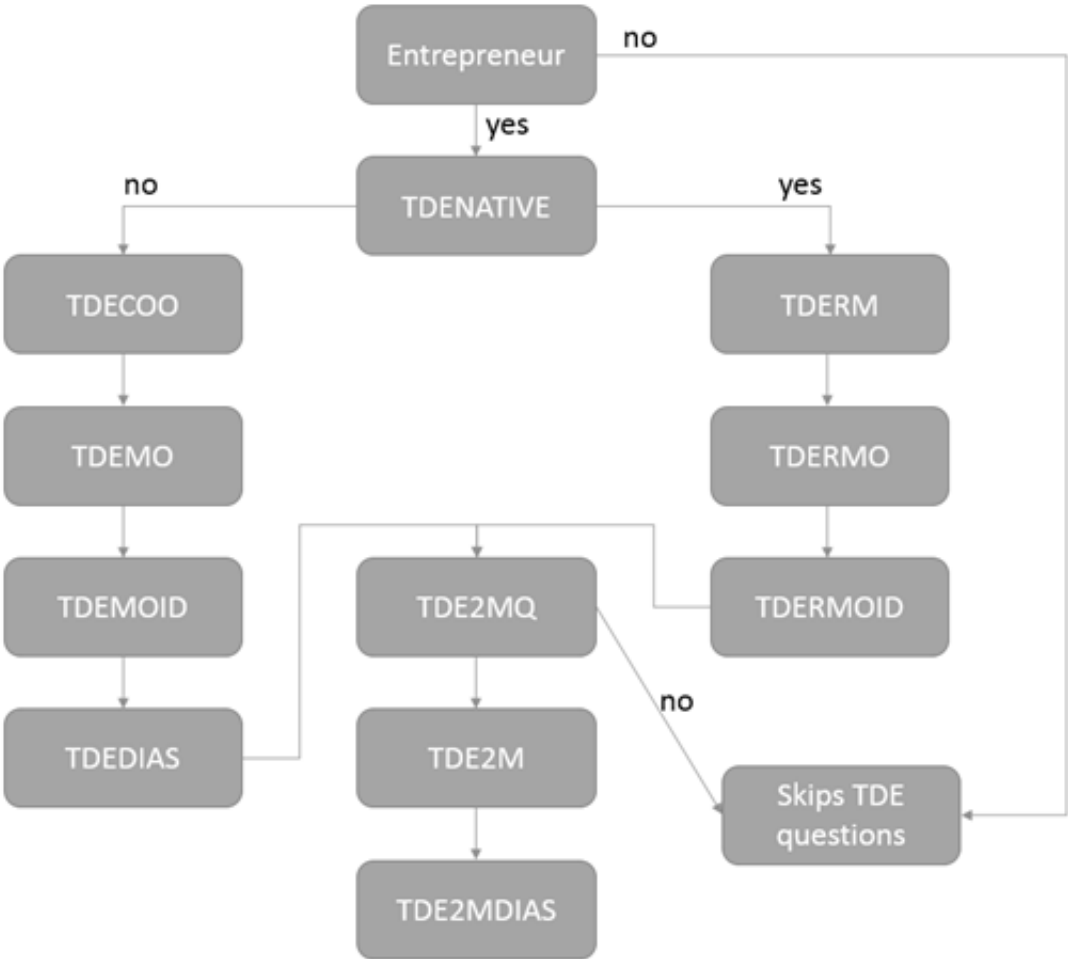 Entrepreneur
no
yes
TDENATIVE
no
yes
TDECOO
TDERM
TDEMO
TDERMO
TDEMOID
TDE2MQ
TDERMOID
no
TDEDIAS
TDE2M
Skips TDE
questions
TDE2MDIAS